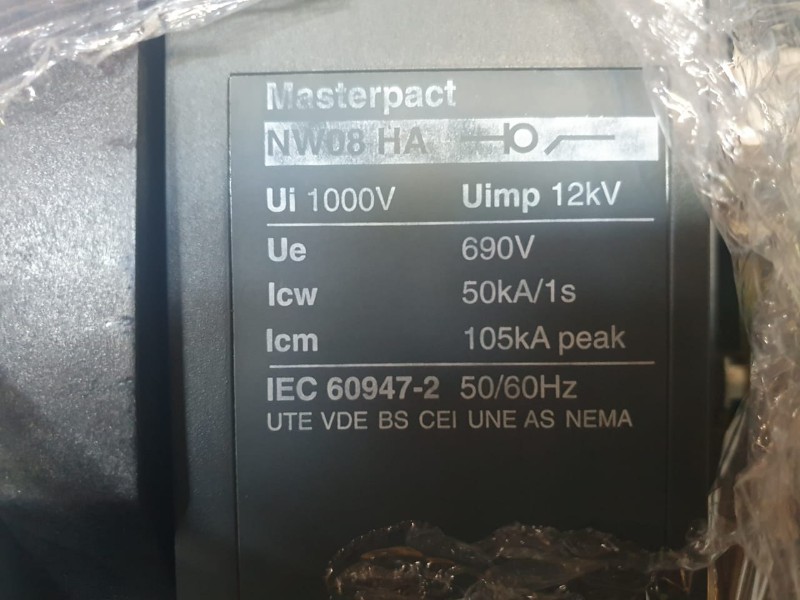 Masterpact
NW08 HA
Ui 1000V Uimp 12kV
Ue 690V
Icw 50kA/1s
Icm 105kA peak
IEC 60947-2 50/60Hz
UTE VDE BS CEI UNE AS NEMA